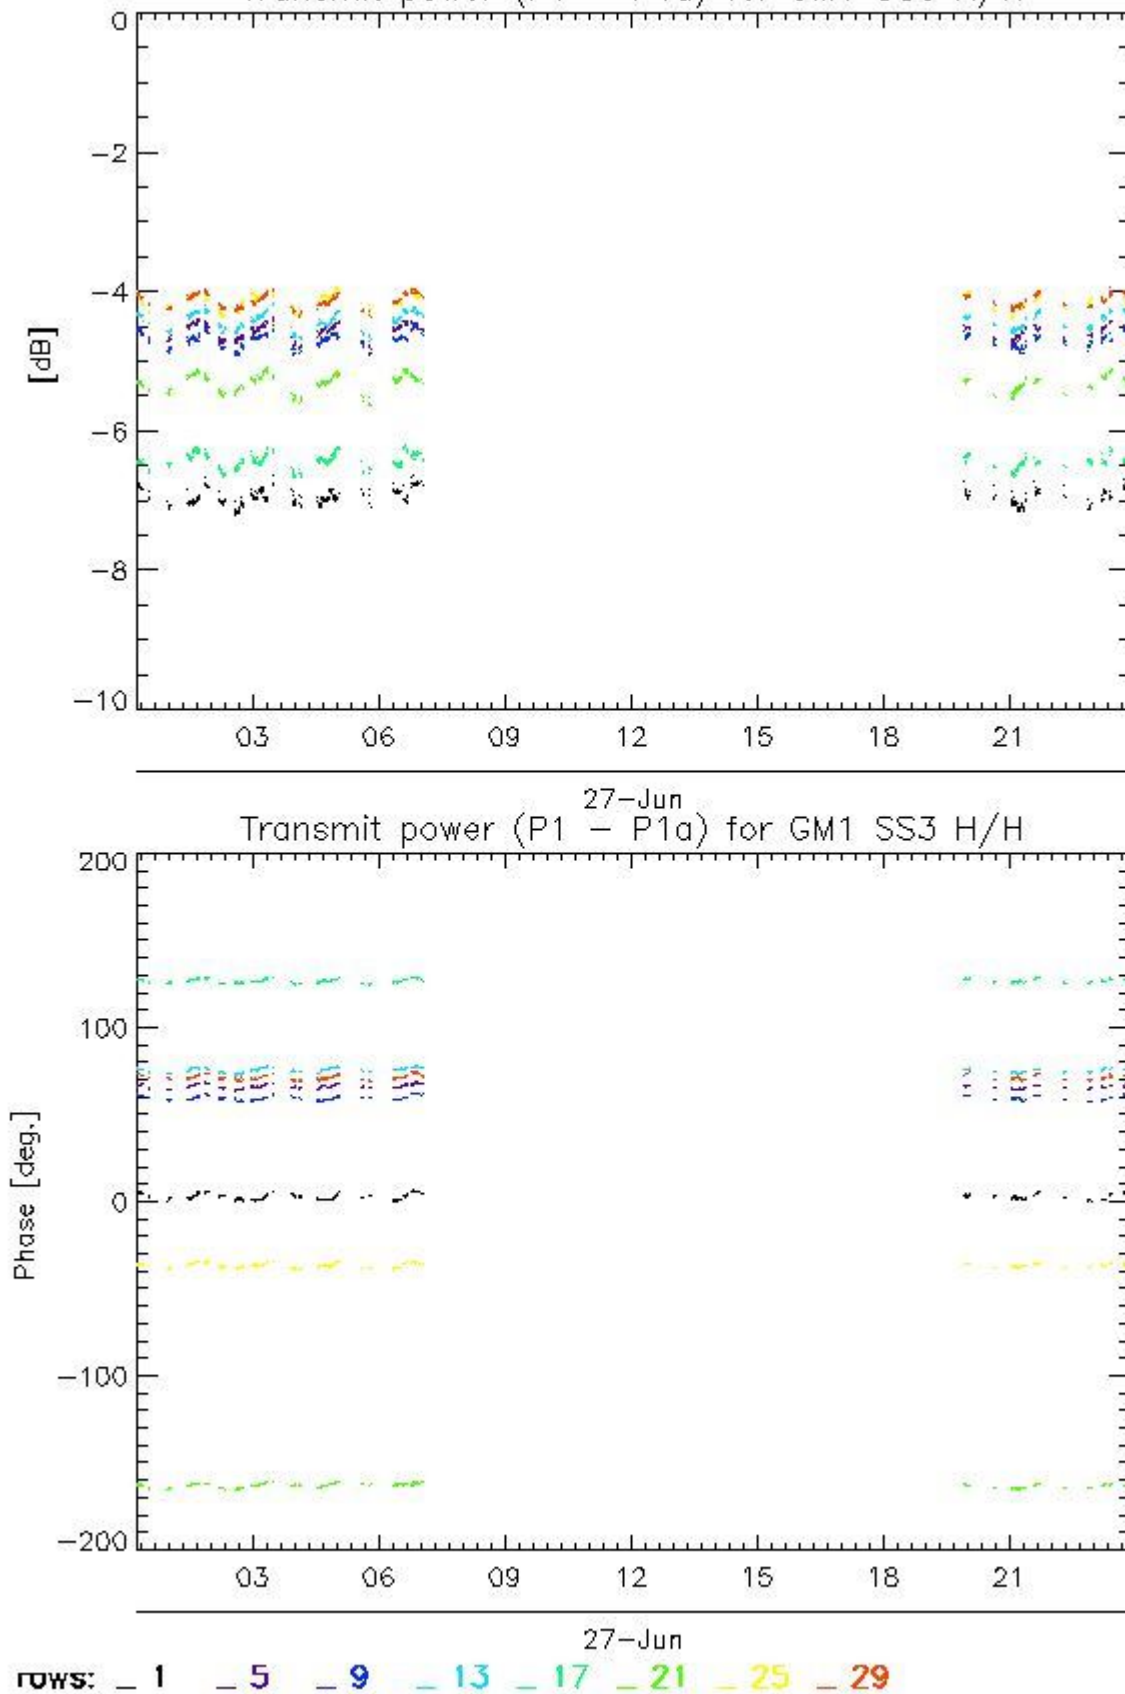 0
−2
−4
[dB]
−6
−8
−10
03 06 09 12 15 18 21
27−Jun
Transmit power (P1 − P1a) for GM1 SS3 H/H
200
100
Phase [deg.]
0
−100
−200
03 06 09 12 15 18 21
27−Jun
rows: _ 1 _ 5 _ 9 _ 13 _ 17 _ 21 _ 25 _ 29